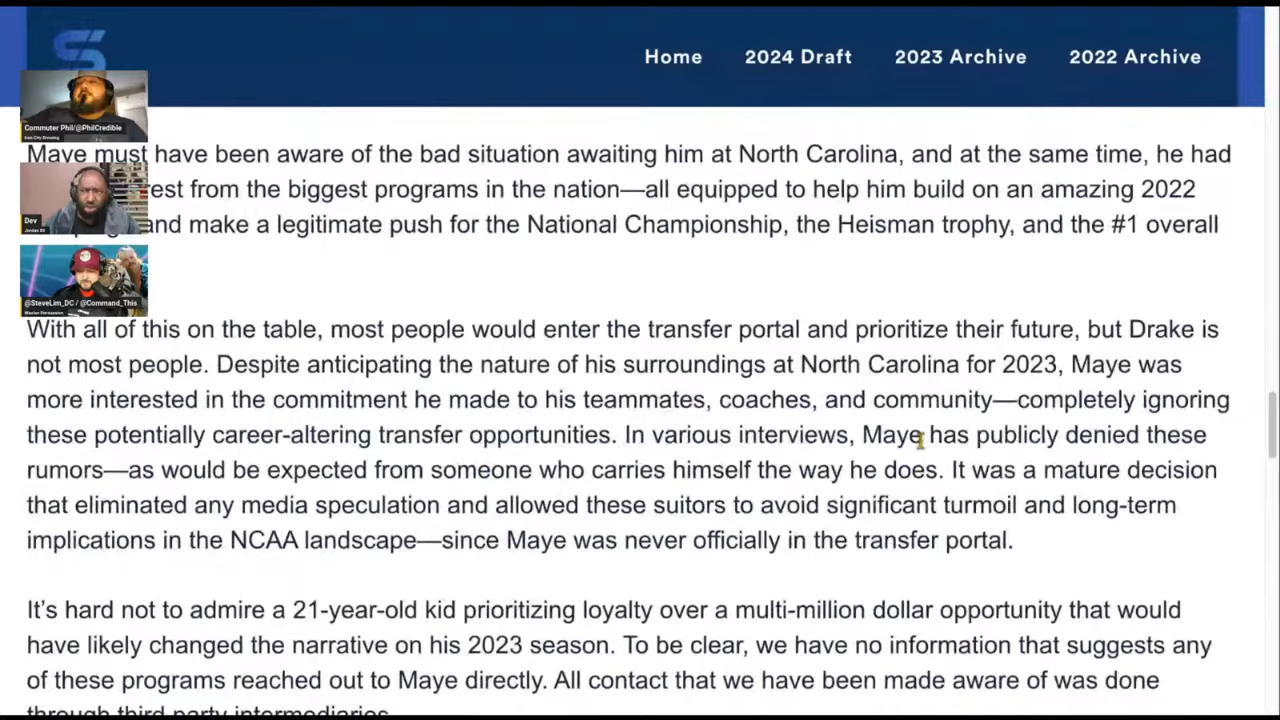 Home 2024 Draft 2023 Archive 2022 Archive
Commuter Phil/@PhilCredible
Iron City Brewing
Maye must have been aware of the bad situation awaiting him at North Carolina, and at the same time, he had
est from the biggest programs in the nation—all equipped to help him build on an amazing 2022
Dev
and make a legitimate push for the National Championship, the Heisman trophy, and the #1 overall
@SteveLim_DC / @Command_This
With all of this on the table, most people would enter the transfer portal and prioritize their future, but Drake is
not most people. Despite anticipating the nature of his surroundings at North Carolina for 2023, Maye was
more interested in the commitment he made to his teammates, coaches, and community—completely ignoring
these potentially career-altering transfer opportunities. In various interviews, Maye has publicly denied these
rumors—as would be expected from someone who carries himself the way he does. It was a mature decision
that eliminated any media speculation and allowed these suitors to avoid significant turmoil and long-term
implications in the NCAA landscape—since Maye was never officially in the transfer portal.
It’s hard not to admire a 21-year-old kid prioritizing loyalty over a multi-million dollar opportunity that would
have likely changed the narrative on his 2023 season. To be clear, we have no information that suggests any
of these programs reached out to Maye directly. All contact that we have been made aware of was done
through third party intermediaries.